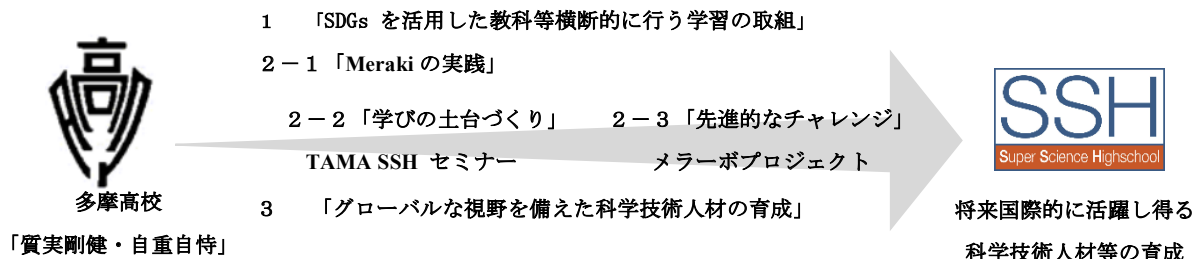 １　「SDGs を活用した教科等横断的に行う学習の取組」
２－１「Meraki の実践」
２－２「学びの土台づくり」　２－３「先進的なチャレンジ」
TAMA SSH セミナー　メラーボプロジェクト
３　「グローバルな視野を備えた科学技術人材の育成」
高
多摩高校
「質実剛健・自重自恃」
SSH
Super Science Highschool
将来国際的に活躍し得る
科学技術人材等の育成